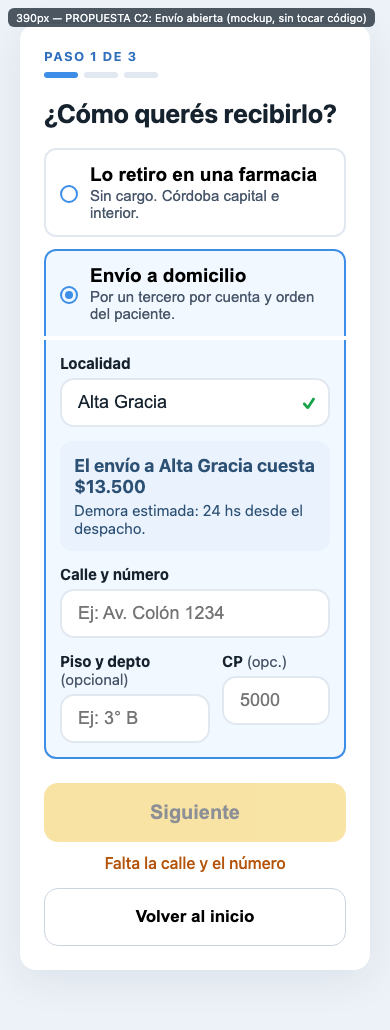 390px — PROPUESTA C2: Envío abierta (mockup, sin tocar código)
PASO 1 DE 3
¿Cómo querés recibirlo?
Lo retiro en una farmacia
Sin cargo. Córdoba capital e
interior.
Envío a domicilio
Por un tercero por cuenta y orden
del paciente.
Localidad
Alta Gracia
El envío a Alta Gracia cuesta
$13.500
Demora estimada: 24 hs desde el
despacho.
Calle y número
Ej: Av. Colón 1234
Piso y depto
(opcional)
Ej: 3° B
CP (opc.)
5000
Siguiente
Falta la calle y el número
Volver al inicio